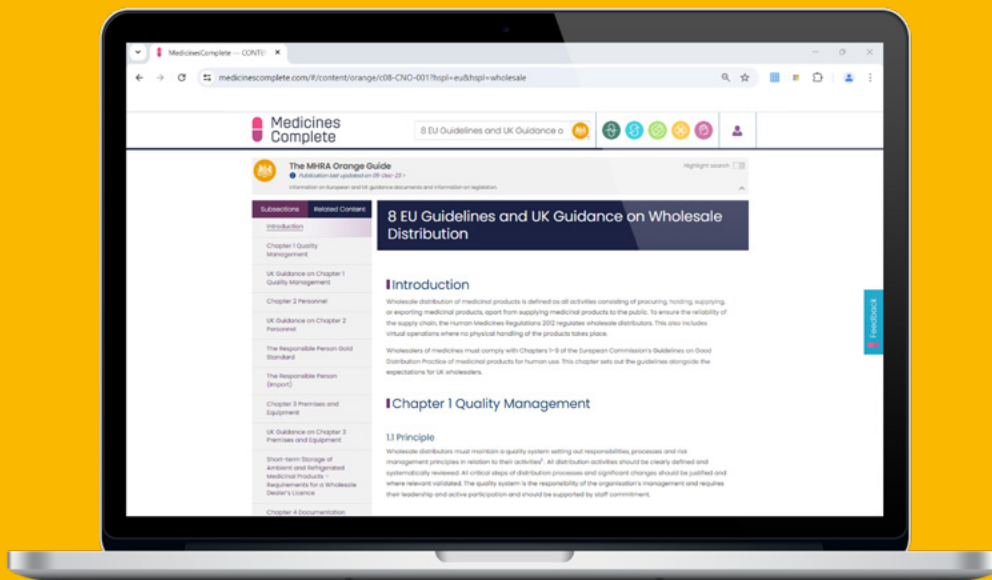 MedicinesComplete — CONTE
medicinescomplete.com/#/content/orange/c08-CNO-001?hspl=eu&hspl=wholesale
Medicines
Complete
8 EU Guidelines and UK Guidance o
The MHRA Orange Guide
Publication last updated on 05-Dec-23
Highlight search
Information on European and UK guidance documents and information on legislation.
Subsections Related Content
Introduction
Chapter 1 Quality
Management
UK Guidance on Chapter 1
Quality Management
Chapter 2 Personnel
UK Guidance on Chapter 2
Personnel
The Responsible Person Gold
Standard
The Responsible Person
(Import)
Chapter 3 Premises and
Equipment
UK Guidance on Chapter 3
Premises and Equipment
Short-term Storage of
Ambient and Refrigerated
Medicinal Products –
Requirements for a Wholesale
Dealer's Licence
Chapter 4 Documentation
8 EU Guidelines and UK Guidance on Wholesale
Distribution
Introduction
Wholesale distribution of medicinal products is defined as all activities consisting of procuring, holding, supplying,
or exporting medicinal products, apart from supplying medicinal products to the public. To ensure the reliability of
the supply chain, the Human Medicines Regulations 2012 regulates wholesale distributors. This also includes
virtual operations where no physical handling of the products takes place.
Wholesalers of medicines must comply with Chapters 1–9 of the European Commission's Guidelines on Good
Distribution Practice of medicinal products for human use. This chapter sets out the guidelines alongside the
expectations for UK wholesalers.
Chapter 1 Quality Management
1.1 Principle
Wholesale distributors must maintain a quality system setting out responsibilities, processes and risk
management principles in relation to their activities. All distribution activities should be clearly defined and
systematically reviewed. All critical steps of distribution processes and significant changes should be justified and
where relevant validated. The quality system is the responsibility of the organisation's management and requires
their leadership and active participation and should be supported by staff commitment.
Feedback